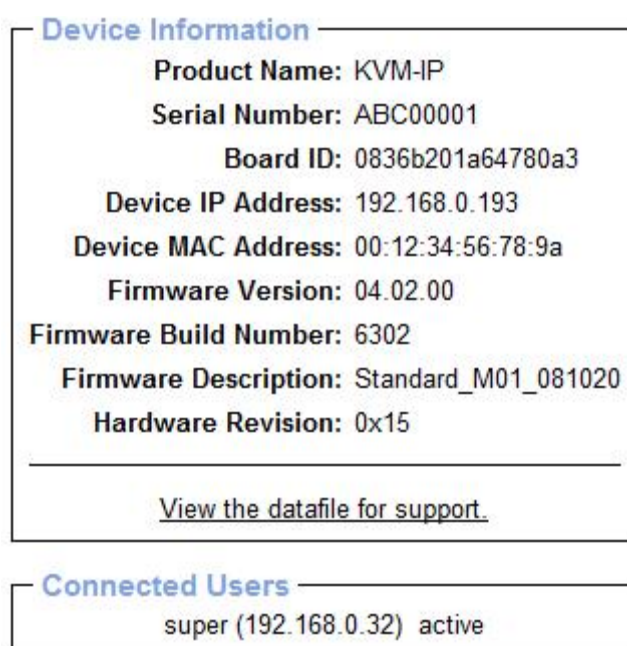 Device Information
Product Name: KVM-IP
Serial Number: ABC00001
Board ID: 0836b201a64780a3
Device IP Address: 192.168.0.193
Device MAC Address: 00:12:34:56:78:9a
Firmware Version: 04.02.00
Firmware Build Number: 6302
Firmware Description: Standard_M01_081020
Hardware Revision: 0x15
View the datafile for support.
Connected Users
super (192.168.0.32) active